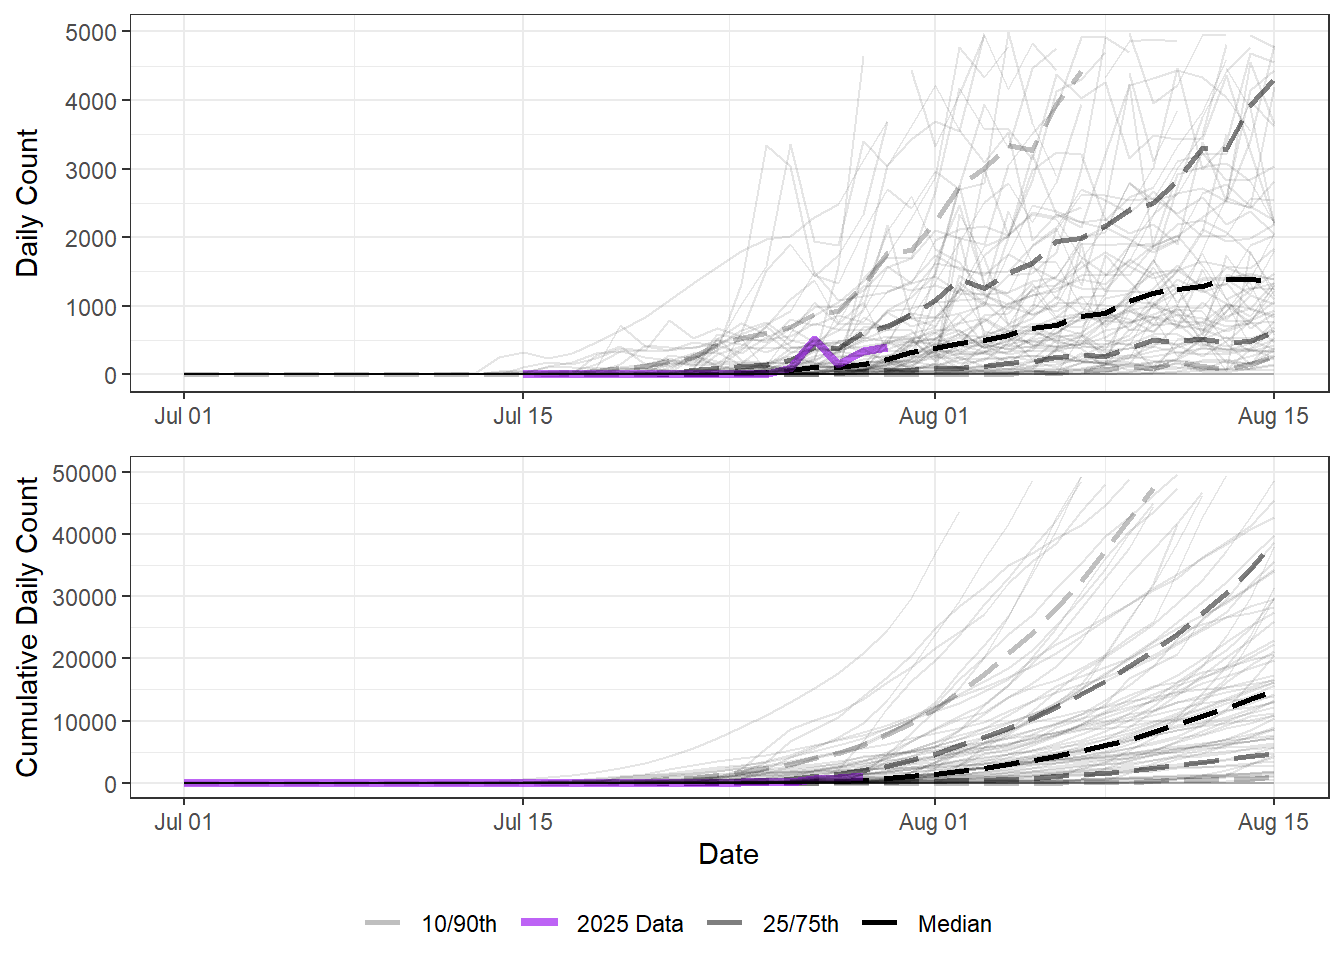 Daily Count
5000
4000
3000
2000
1000
0
Jul 01 Jul 15 Aug 01 Aug 15
Cumulative Daily Count
50000
40000
30000
20000
10000
0
Jul 01 Jul 15 Aug 01 Aug 15
Date
10/90th 2025 Data 25/75th Median